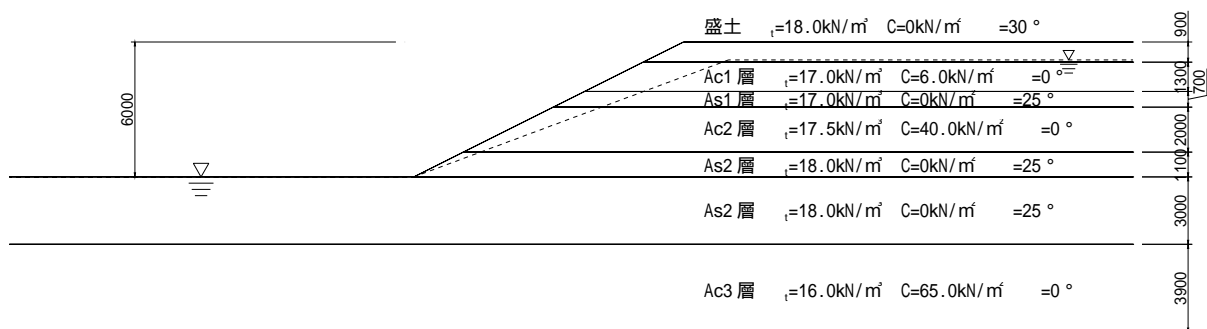 盛土 t=18.0kN/m³ C=0kN/m² =30°
Ac1層 t=17.0kN/m³ C=6.0kN/m² =0°
As1層 t=17.0kN/m³ C=0kN/m² =25°
Ac2層 t=17.5kN/m³ C=40.0kN/m² =0°
As2層 t=18.0kN/m³ C=0kN/m² =25°
As2層 t=18.0kN/m³ C=0kN/m² =25°
Ac3層 t=16.0kN/m³ C=65.0kN/m² =0°
6000
900
1300
700
2000
1100
3000
3900